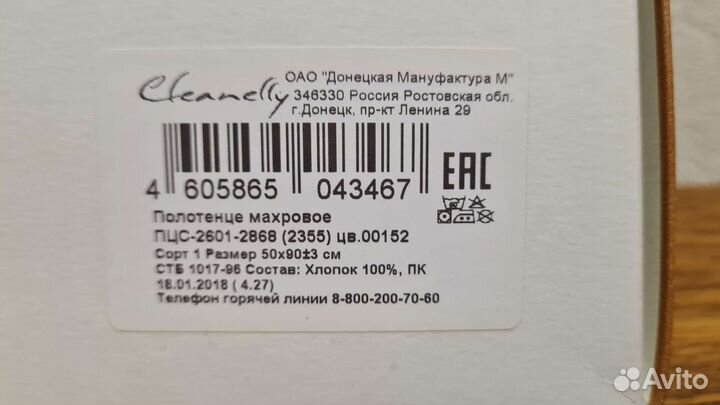 Cleanelly
ОАО "Донецкая Мануфактура М"
346330 Россия Ростовская обл.
г.Донецк, пр-кт Ленина 29
4 605865 043467
EAC
Полотенце махровое
ПЦС-2601-2868 (2355) цв.00152
Сорт 1 Размер 50х90±3 см
СТБ 1017-96 Состав: Хлопок 100%, ПК
18.01.2018 ( 4.27)
Телефон горячей линии 8-800-200-70-60
Avito